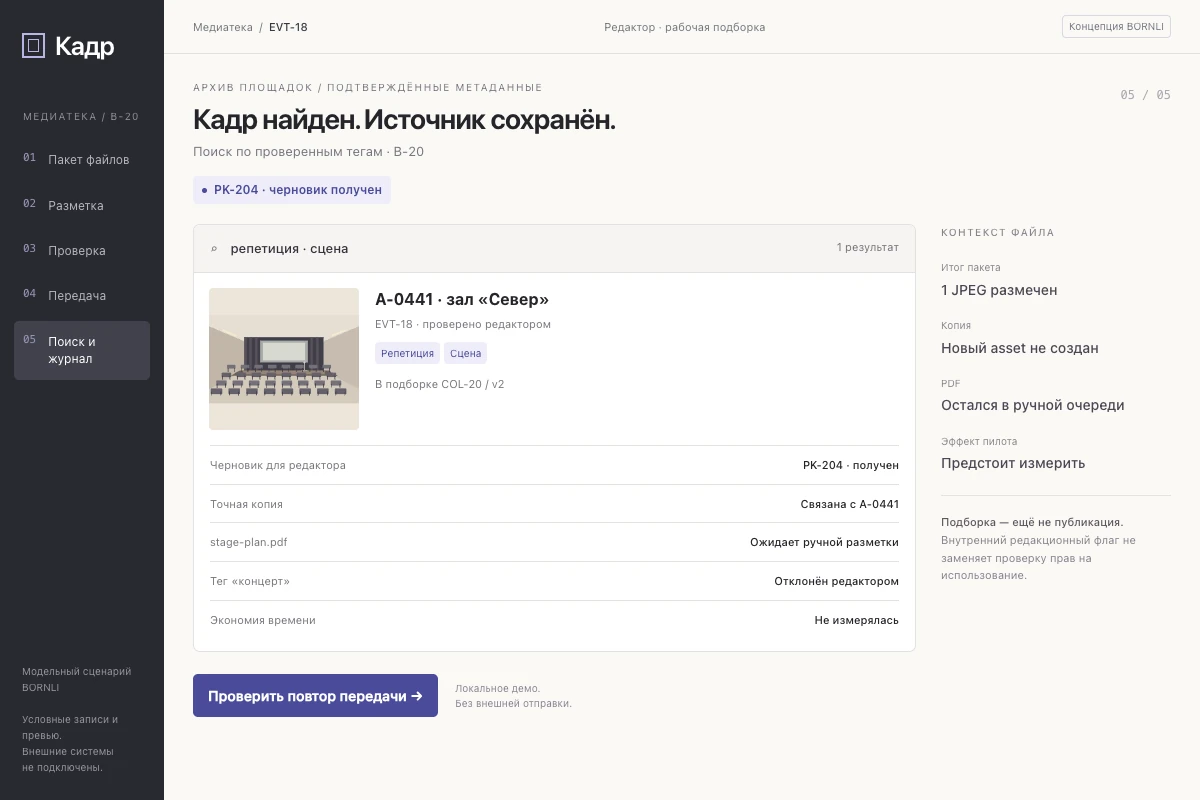 Кадр
МЕДИАТЕКА / B-20
01 Пакет файлов
02 Разметка
03 Проверка
04 Передача
05 Поиск и
журнал
Модельный сценарий
BORNLI
Условные записи и
превью.
Внешние системы
не подключены.
Медиатека / EVT-18
Редактор · рабочая подборка
Концепция BORNLI
АРХИВ ПЛОЩАДОК / ПОДТВЕРЖДЁННЫЕ МЕТАДАННЫЕ
05 / 05
Кадр найден. Источник сохранён.
Поиск по проверенным тегам · B-20
PK-204 · черновик получен
репетиция · сцена
1 результат
A-0441 · зал «Север»
EVT-18 · проверено редактором
Репетиция Сцена
В подборке COL-20 / v2
Черновик для редактора PK-204 · получен
Точная копия Связана с A-0441
stage-plan.pdf Ожидает ручной разметки
Тег «концерт» Отклонён редактором
Экономия времени Не измерялась
КОНТЕКСТ ФАЙЛА
Итог пакета
1 JPEG размечен
Копия
Новый asset не создан
PDF
Остался в ручной очереди
Эффект пилота
Предстоит измерить
Подборка — ещё не публикация.
Внутренний редакционный флаг не
заменяет проверку прав на
использование.
Проверить повтор передачи →
Локальное демо.
Без внешней отправки.